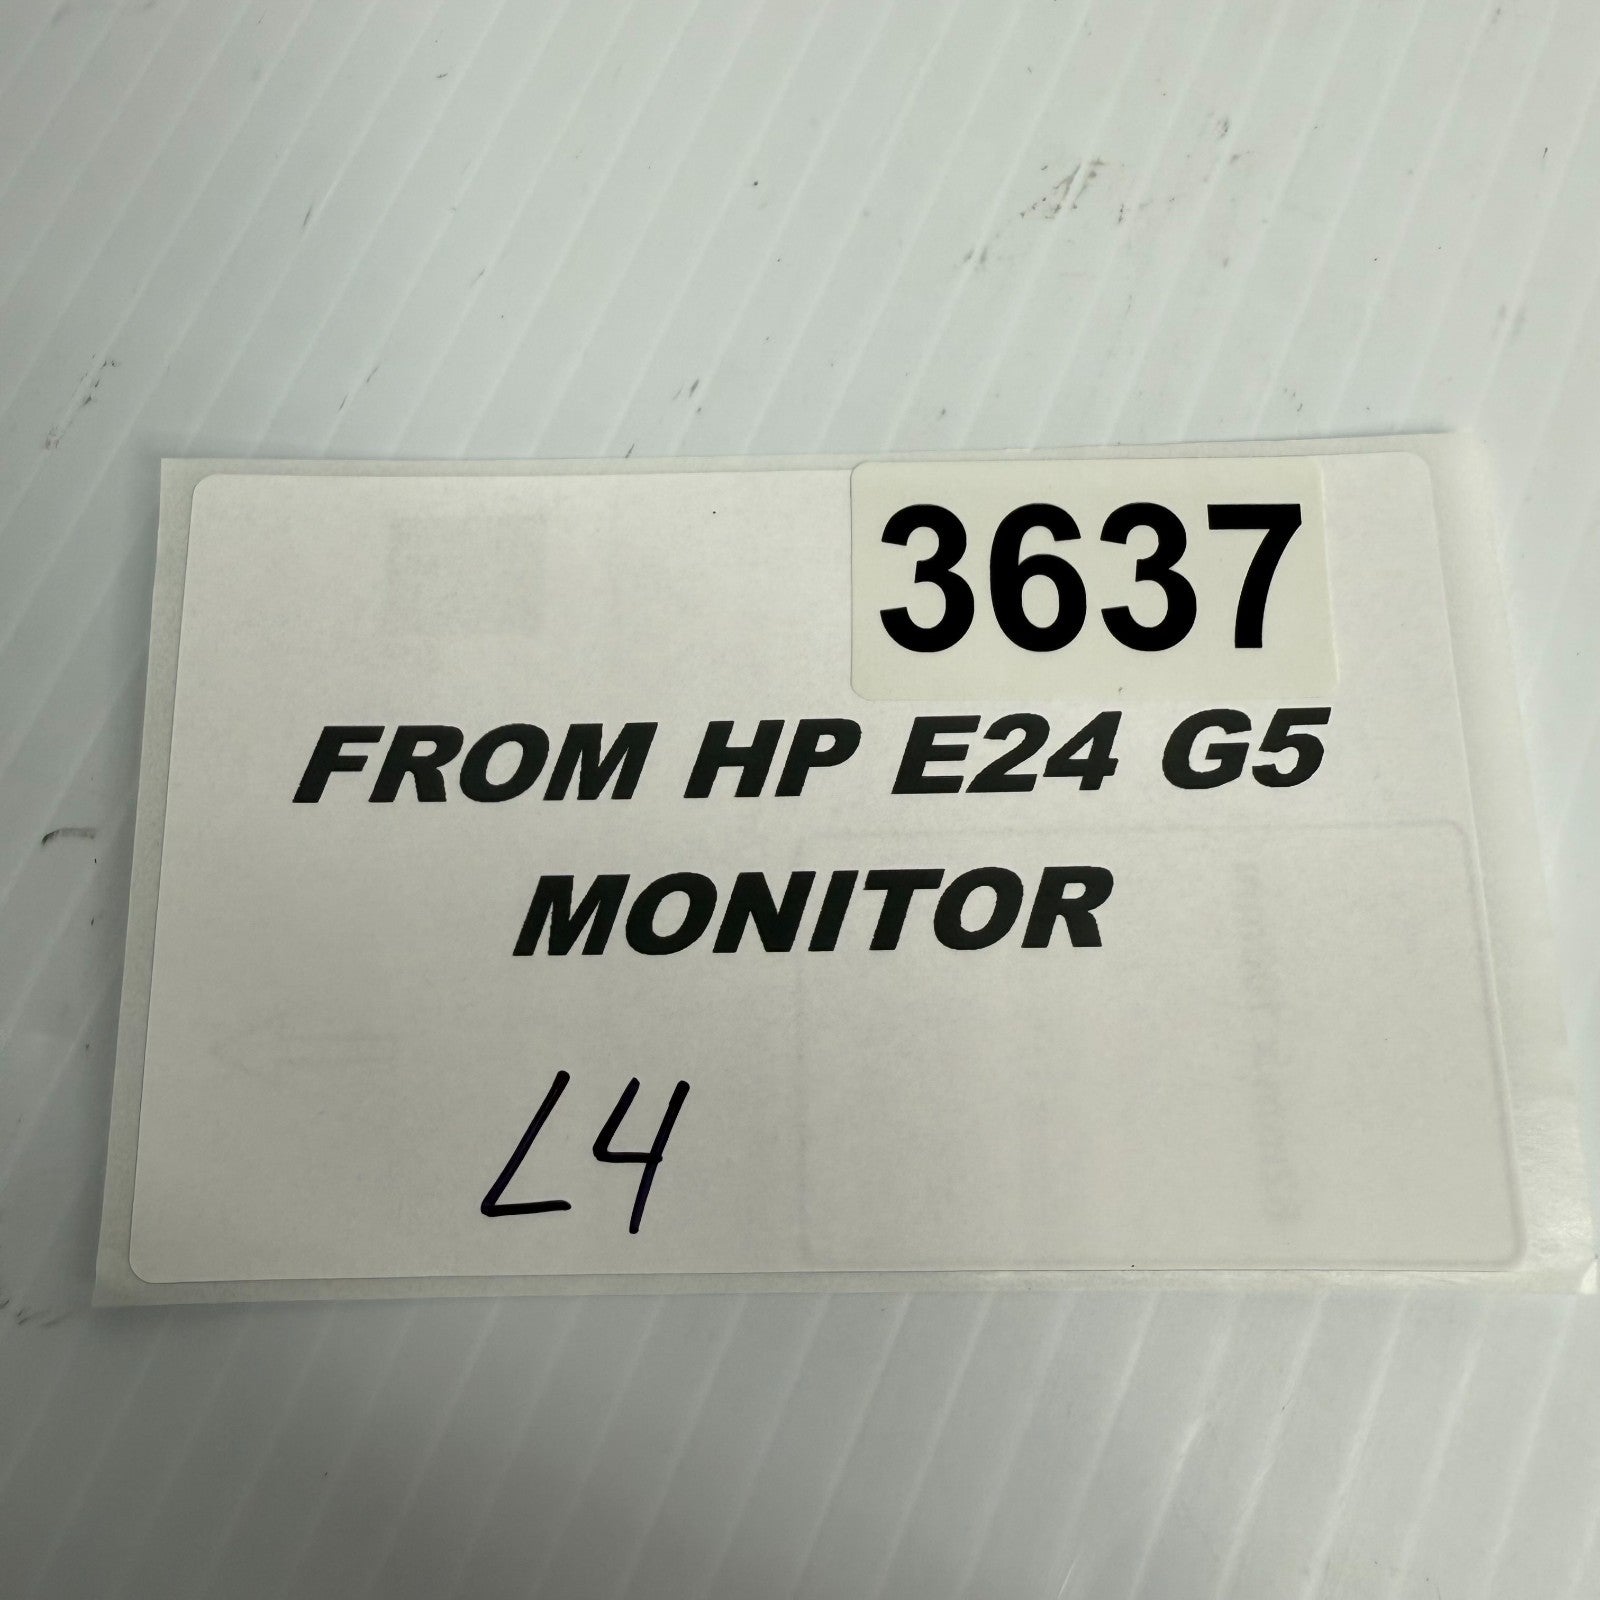 3637
FROM HP E24 G5
MONITOR
L4